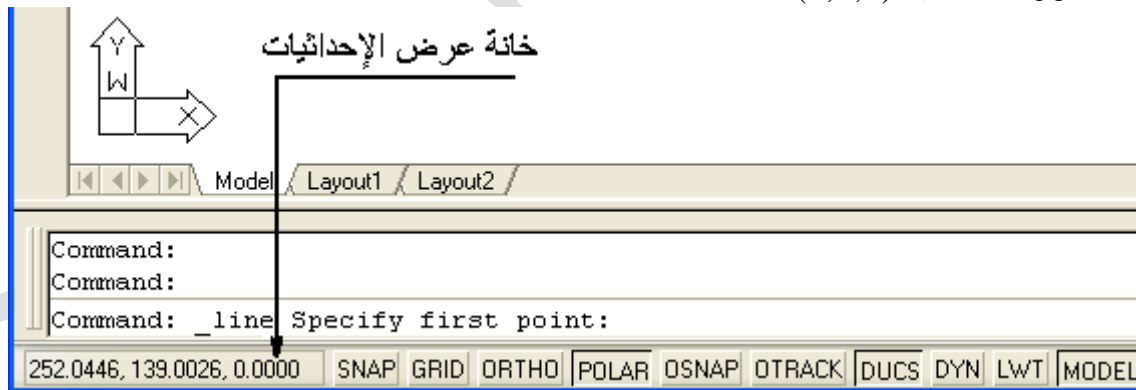 Y
خانة عرض الإحداثيات
W
X
Model Layout1 Layout2
Command:
Command:
Command: _line Specify first point:
252.0446, 139.0026, 0.0000 SNAP GRID ORTHO POLAR OSNAP OTRACK DUCS DYN LWT MODEL